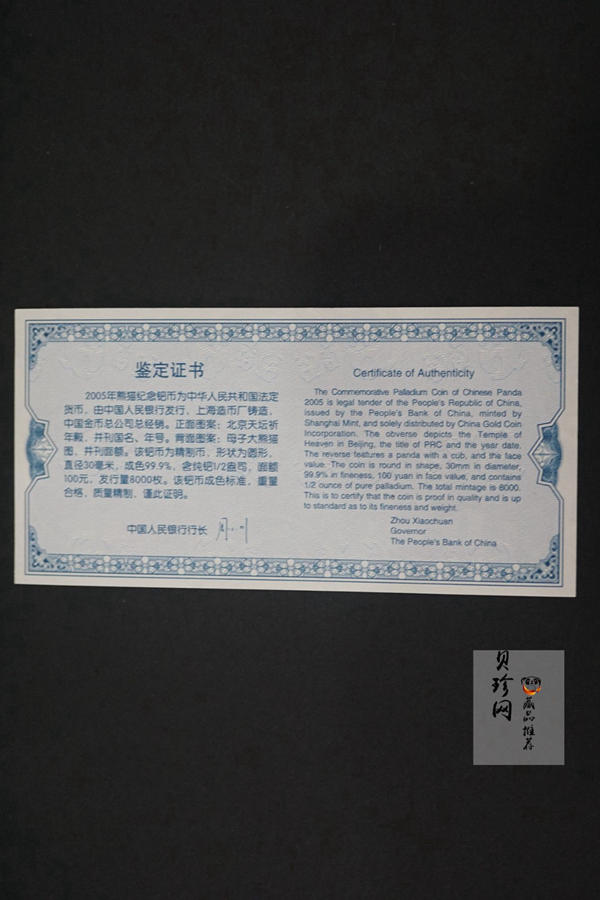 鉴定证书
2005年熊猫纪念钯币为中华人民共和国法定
货币，由中国人民银行发行，上海造币厂铸造，
中国金币总公司总经销。正面图案：北京天坛祈
年殿，并刊国名、年号。背面图案：母子大熊猫
图，并刊面额。该钯币为精制币，形状为圆形，
直径30毫米，成色99.9%，含纯钯1/2盎司，面额
100元，发行量8000枚。该钯币成色标准，重量
合格，质量精制，谨此证明。
中国人民银行行长
Certificate of Authenticity
The Commemorative Palladium Coin of Chinese Panda
2005 is legal tender of the People's Republic of China,
issued by the People's Bank of China, minted by
Shanghai Mint, and solely distributed by China Gold Coin
Incorporation. The obverse depicts the Temple of
Heaven in Beijing, the title of PRC and the year date.
The reverse features a panda with a cub, and the face
value. The coin is round in shape, 30mm in diameter,
99.9% in fineness, 100 yuan in face value, and contains
1/2 ounce of pure palladium. The total mintage is 8000.
This is to certify that the coin is proof in quality and is up
to standard as to its fineness and weight.
Zhou Xiaochuan
Governor
The People's Bank of China
贝珍网
藏品推荐